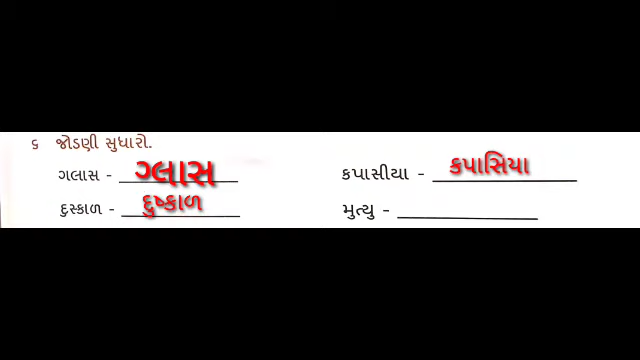 ૬ જોડણી સુધારો.
ગલાસ - ગ્લાસ કપાસીયા - કપાસિયા
દુસ્કાળ - દુષ્કાળ મુત્યુ -